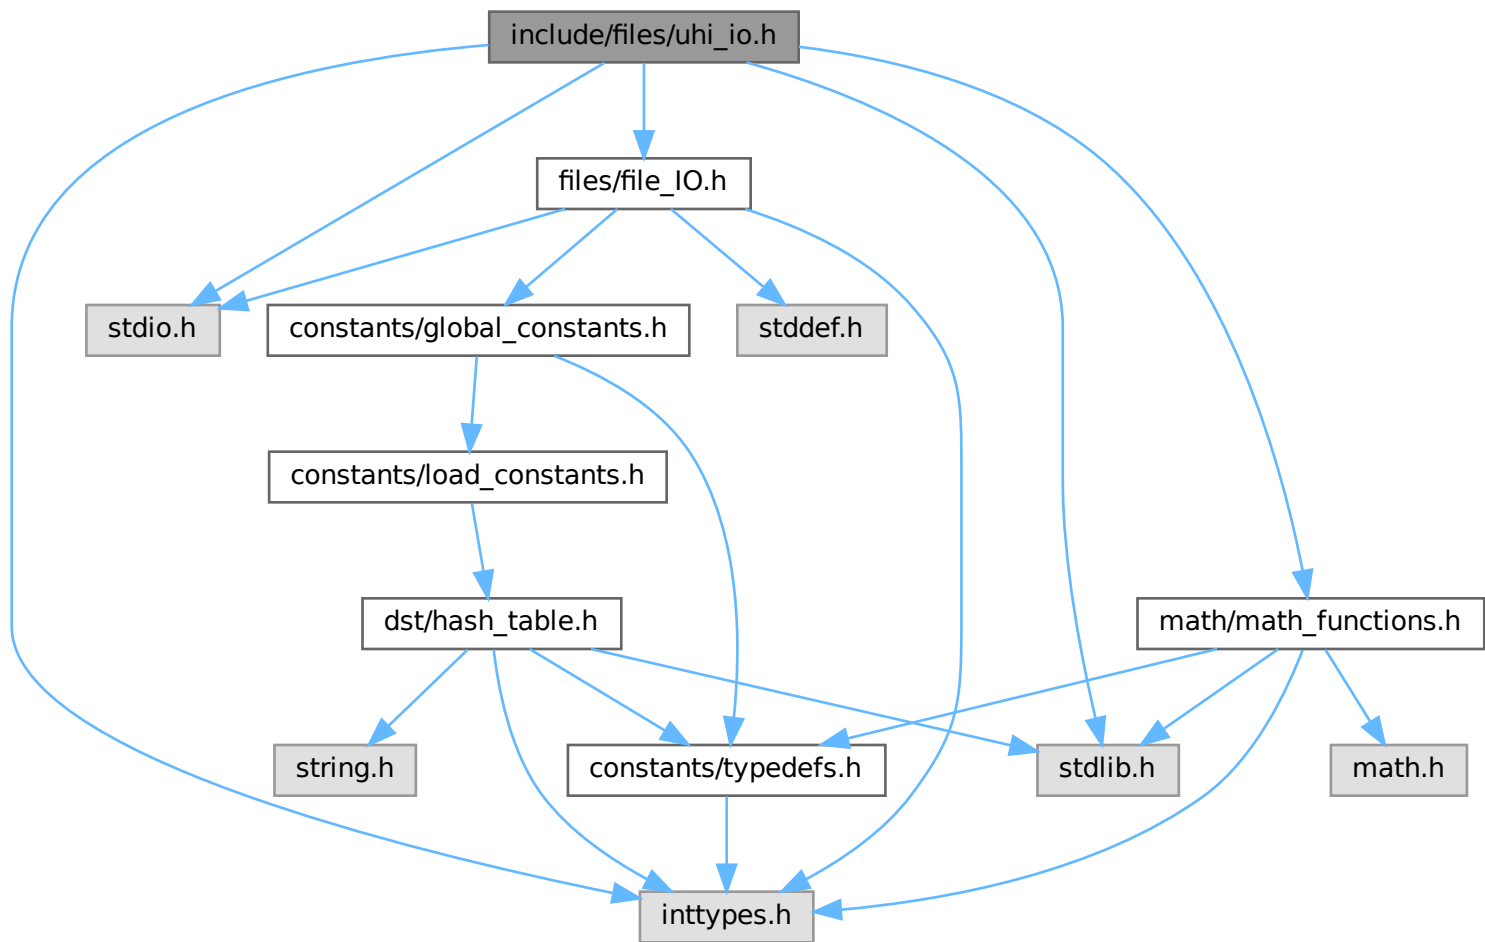 include/files/uhi_io.h
files/file_IO.h
stdio.h
constants/global_constants.h
stddef.h
constants/load_constants.h
dst/hash_table.h
math/math_functions.h
string.h
constants/typedefs.h
stdlib.h
math.h
inttypes.h